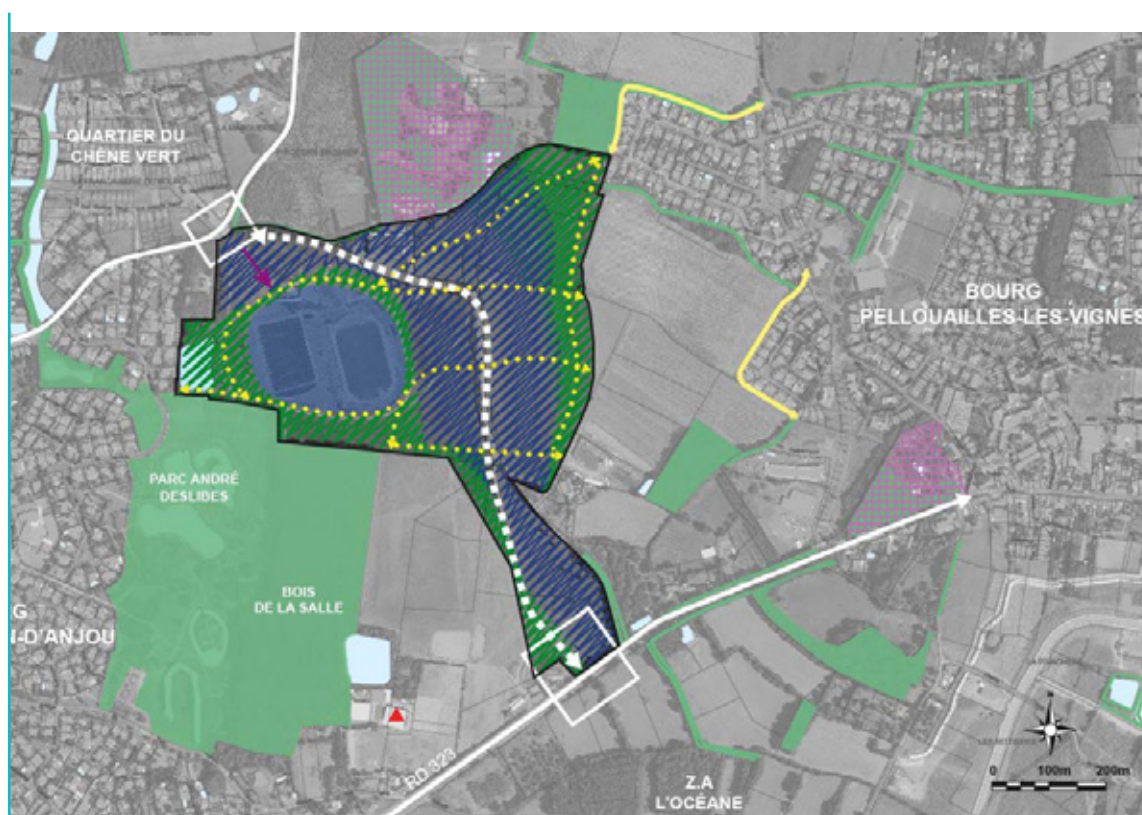 QUARTIER DU
CHÊNE VERT
BOURG
PELLOUAILLES-LES-VIGNES
PARC ANDRÉ
DESLIBES
BOIS
DE LA SALLE
G
N-D'ANJOU
RD 323
Z.A
L'OCÉANE
N
0 100m 200m